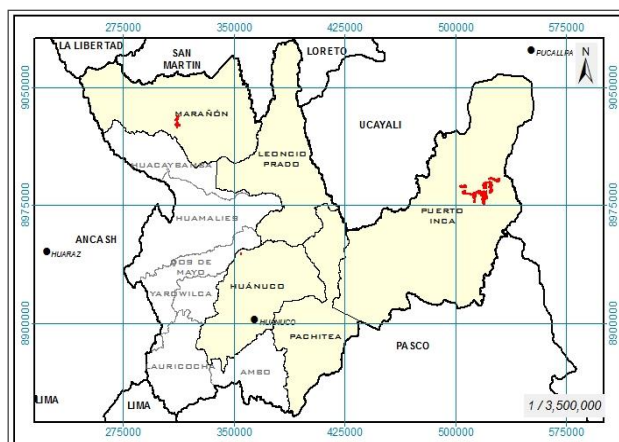 275000 350000 425000 500000 575000
LA LIBERTAD
SAN
MARTIN
LORETO
PUCALLPA
N
9050000
9050000
MARAÑÓN
UCAYALI
HUACAYBAMBA
LEONCIO
PRADO
8975000
8975000
HUAMALIES
PUERTO
INCA
ANCASH
HUARAZ
DOS DE
MAYO
YAROWILCA
HUÁNUCO
HUANUCO
8900000
8900000
PACHITEA
PASCO
LAURICOCHA
AMBO
LIMA
LIMA
1 / 3,500,000
275000 350000 425000 500000 575000